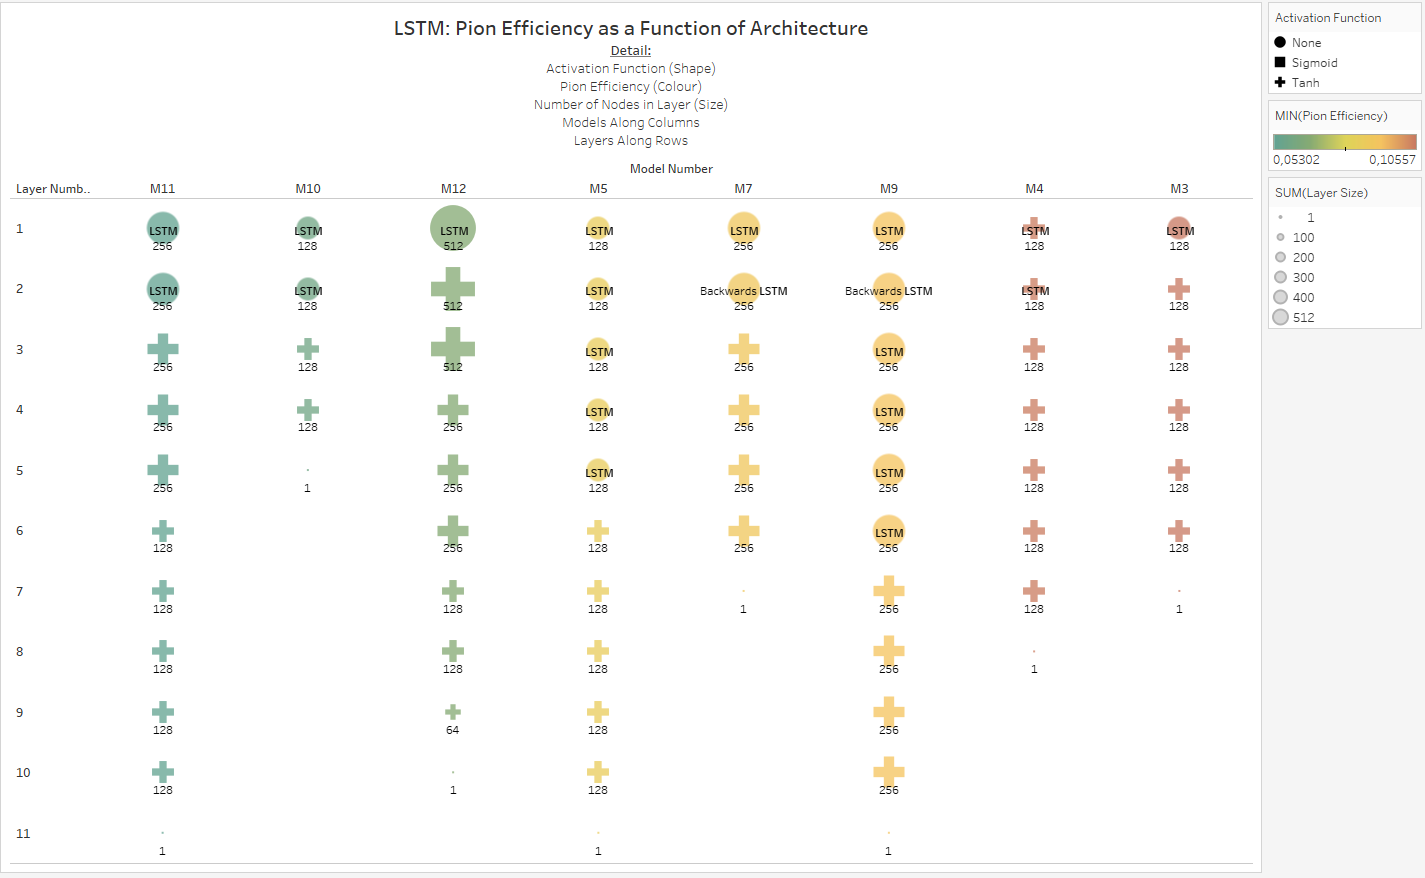 LSTM: Pion Efficiency as a Function of Architecture
Detail:
Activation Function (Shape)
Pion Efficiency (Colour)
Number of Nodes in Layer (Size)
Models Along Columns
Layers Along Rows
Model Number
Layer Numb.. M11 M10 M12 M5 M7 M9 M4 M3
1 LSTM LSTM LSTM LSTM LSTM LSTM LSTM LSTM
256 128 512 128 256 256 128 128
2 LSTM LSTM LSTM Backwards LSTM Backwards LSTM LSTM
256 128 512 128 256 256 128 128
3 LSTM LSTM
256 128 512 128 256 256 128 128
4 LSTM LSTM
256 128 256 128 256 256 128 128
5 LSTM LSTM
256 1 256 128 256 256 128 128
6 LSTM
128 256 128 256 256 128 128
7
128 128 128 1 256 128 1
8
128 128 128 256 1
9
128 64 128 256
10
128 1 128 256
11
1 1 1
Activation Function
None
Sigmoid
Tanh
MIN(Pion Efficiency)
0,05302 0,10557
SUM(Layer Size)
1
100
200
300
400
512